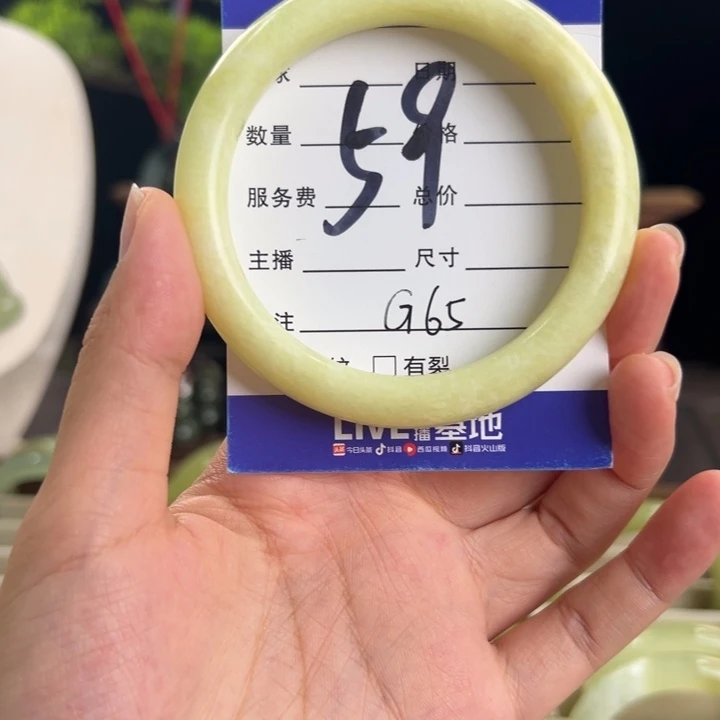 日期
数量 价格
服务费 总价
59
主播 尺寸
注 G65
有裂
LIVE 播基地
今日头条 抖音 西瓜视频 抖音火山版